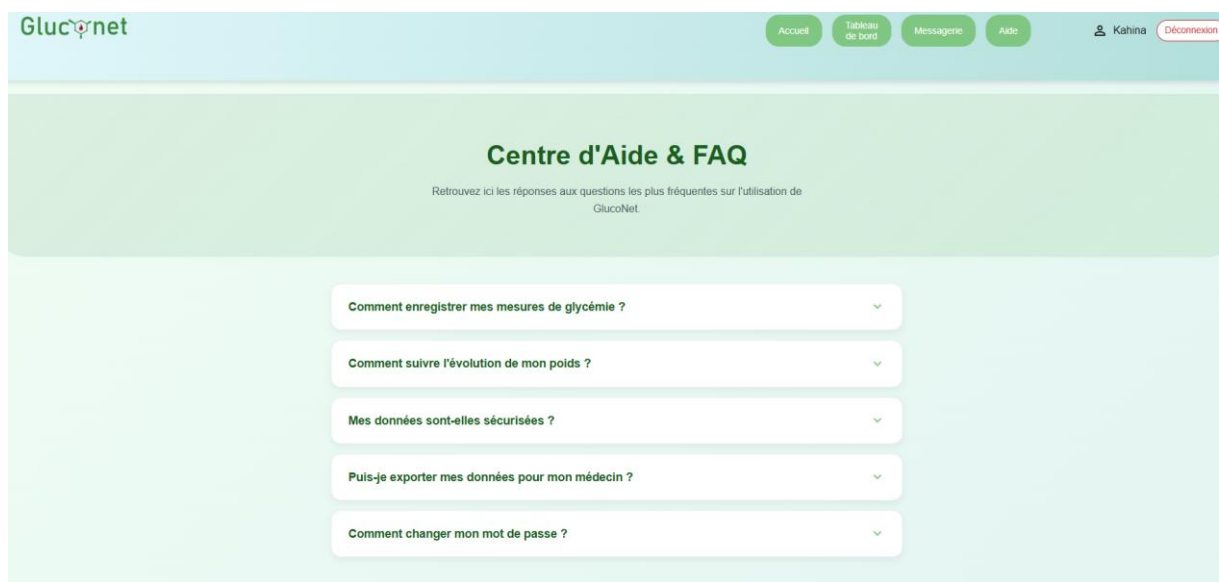 Gluconet
Accueil
Tableau
de bord
Messagerie
Aide
Kahina
Déconnexion
Centre d'Aide & FAQ
Retrouvez ici les réponses aux questions les plus fréquentes sur l'utilisation de
GlucoNet.
Comment enregistrer mes mesures de glycémie ?
Comment suivre l'évolution de mon poids ?
Mes données sont-elles sécurisées ?
Puis-je exporter mes données pour mon médecin ?
Comment changer mon mot de passe ?